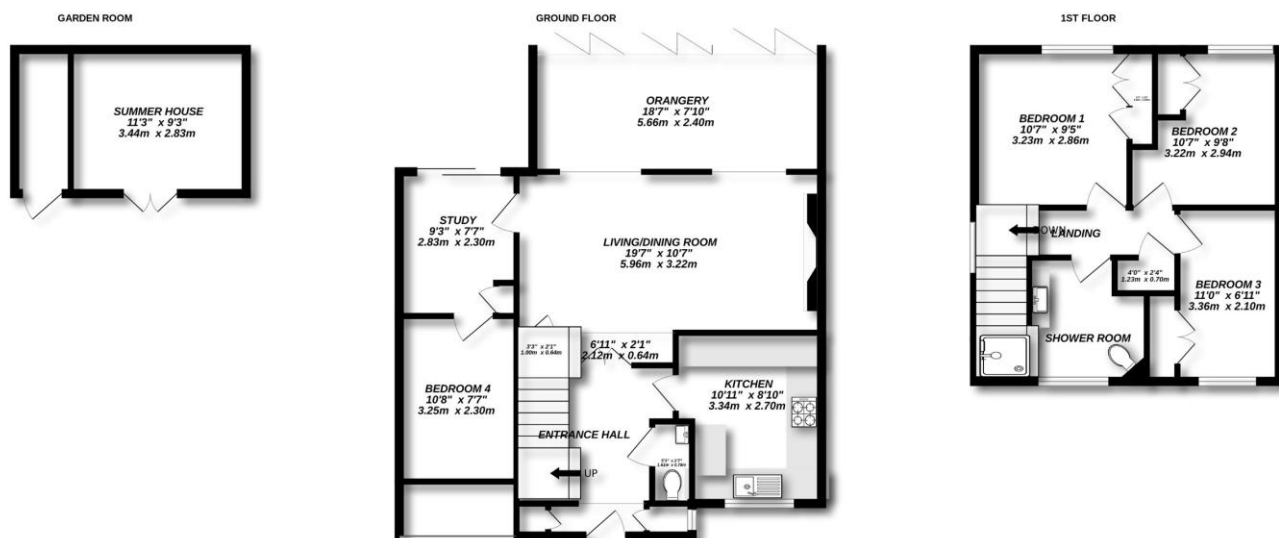 GARDEN ROOM
SUMMER HOUSE
11'3" x 9'3"
3.44m x 2.83m
GROUND FLOOR
ORANGERY
18'7" x 7'10"
5.66m x 2.40m
STUDY
9'3" x 7'7"
2.83m x 2.30m
LIVING/DINING ROOM
19'7" x 10'7"
5.96m x 3.22m
3'3" x 2'1"
1.00m x 0.64m
6'11" x 2'1"
2.12m x 0.64m
KITCHEN
10'11" x 8'10"
3.34m x 2.70m
BEDROOM 4
10'8" x 7'7"
3.25m x 2.30m
ENTRANCE HALL
UP
1ST FLOOR
BEDROOM 1
10'7" x 9'5"
3.23m x 2.86m
BEDROOM 2
10'7" x 9'8"
3.22m x 2.94m
DOWN
LANDING
4'0" x 2'4"
1.23m x 0.70m
BEDROOM 3
11'0" x 6'11"
3.36m x 2.10m
SHOWER ROOM